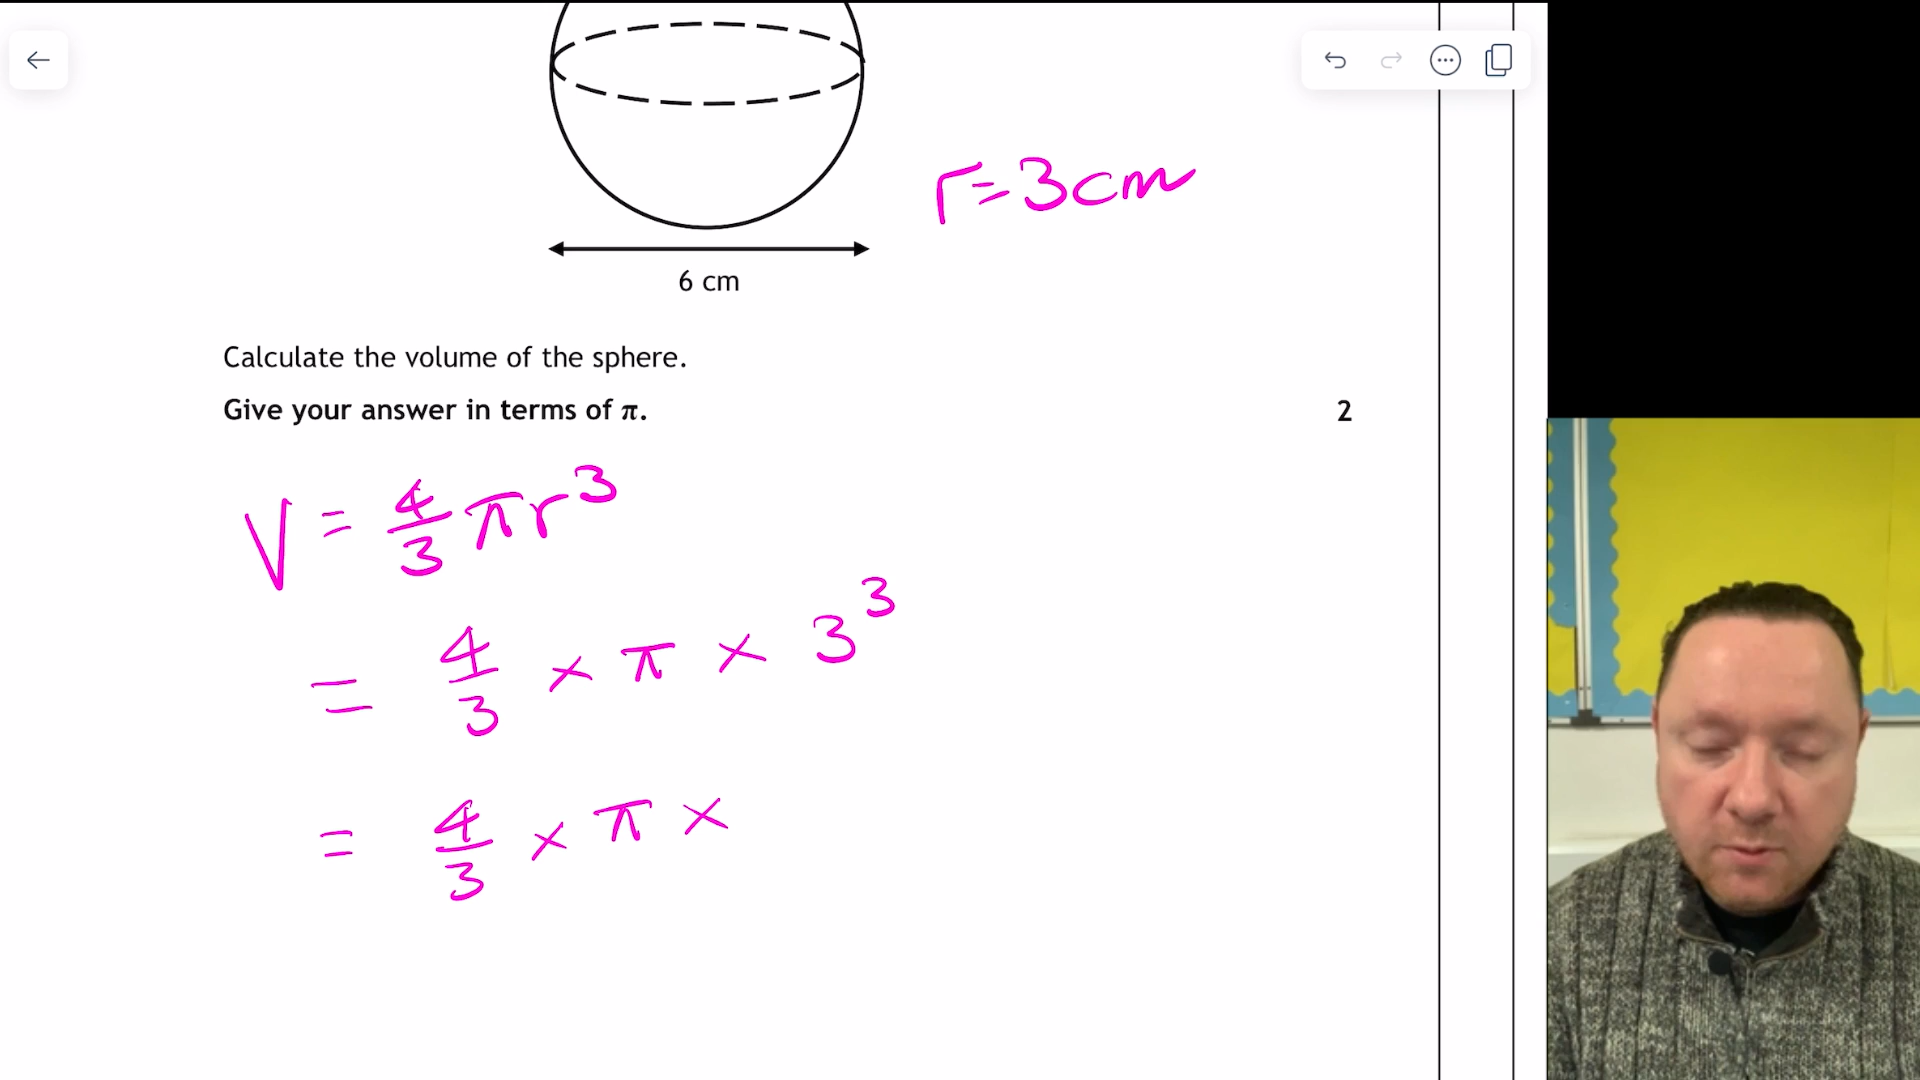 r=3cm
6 cm
Calculate the volume of the sphere.
Give your answer in terms of π.
2
V = 4/3 πr³
= 4/3 × π × 3³
= 4/3 × π ×